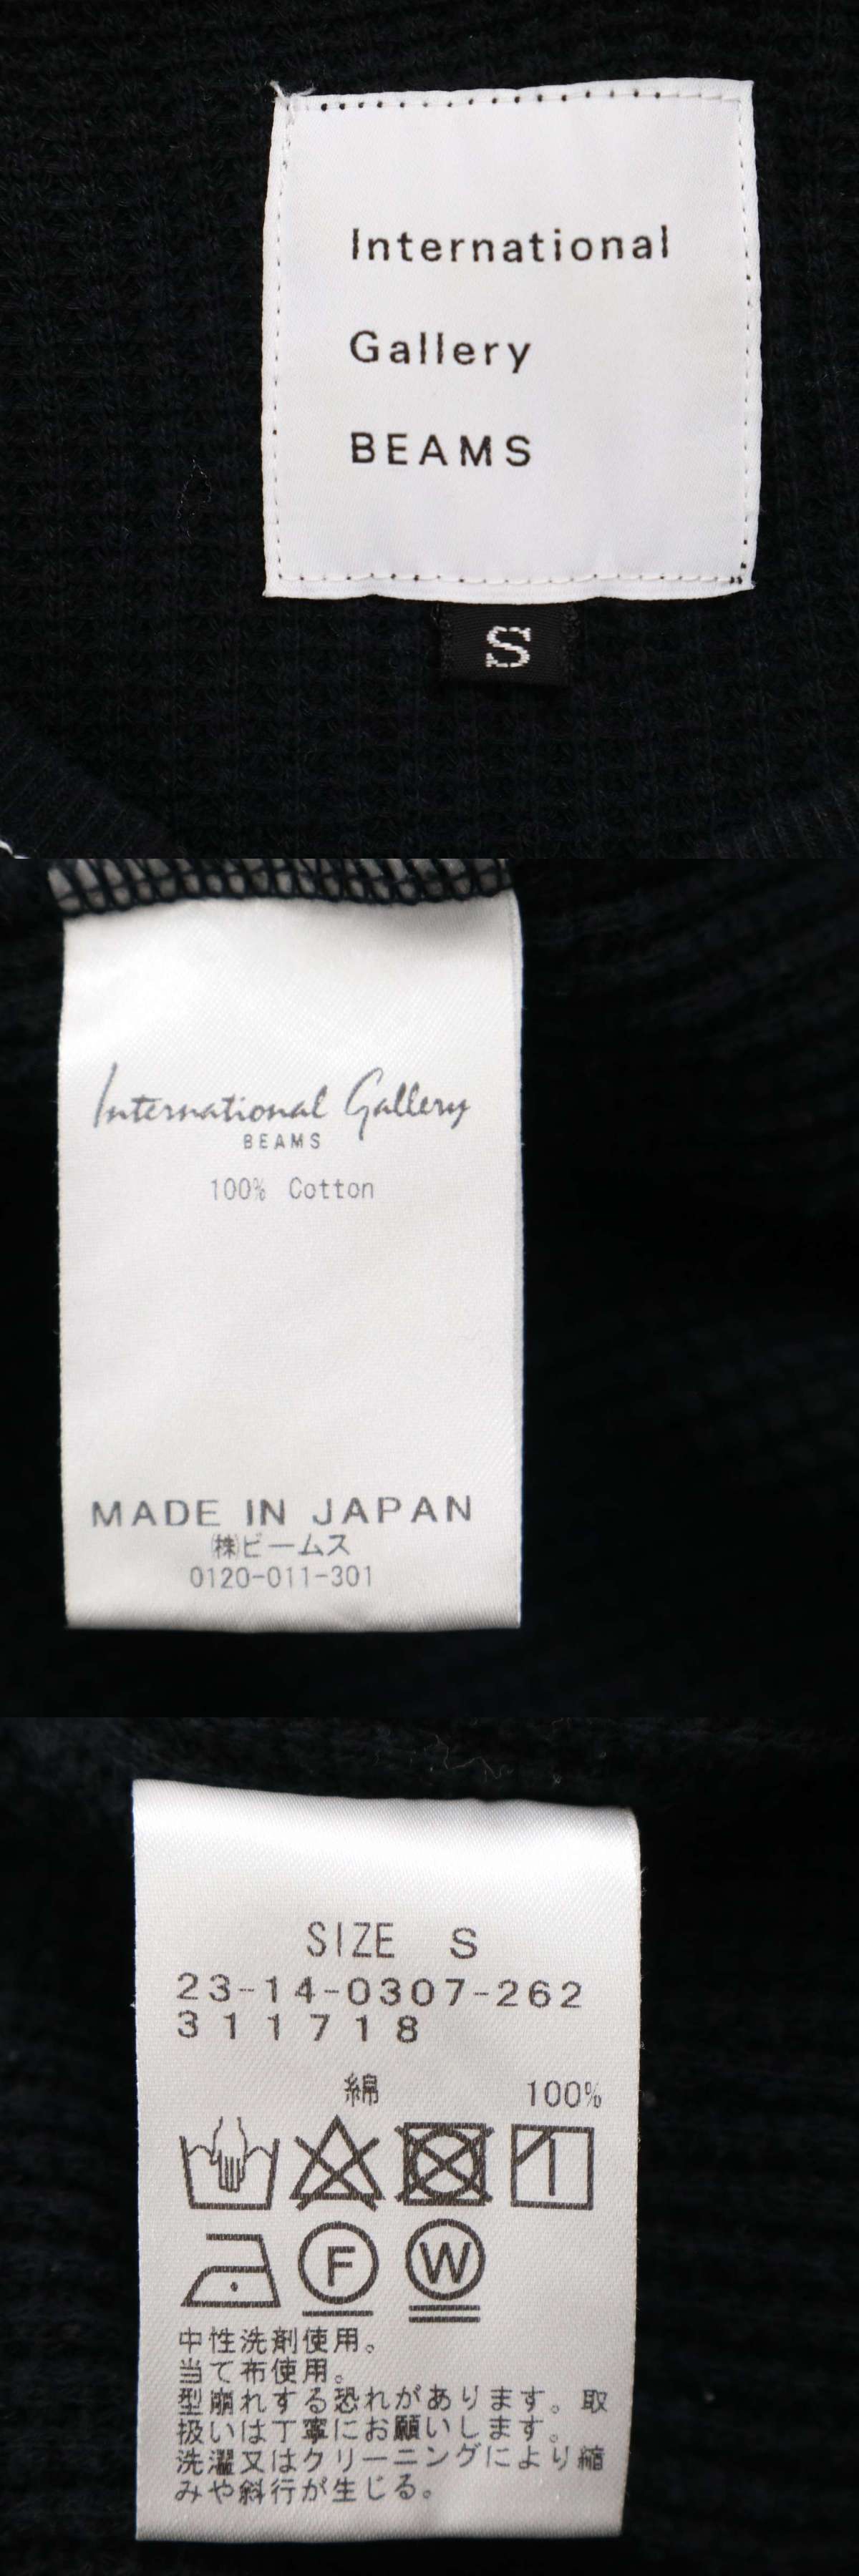 International
Gallery
BEAMS
S
International Gallery
BEAMS
100% Cotton
MADE IN JAPAN
㈱ビームス
0120-011-301
SIZE S
23-14-0307-262
311718
綿 100%
F W
中性洗剤使用。
当て布使用。
型崩れする恐れがあります。取
扱いは丁寧にお願いします。
洗濯又はクリーニングにより縮
みや斜行が生じる。